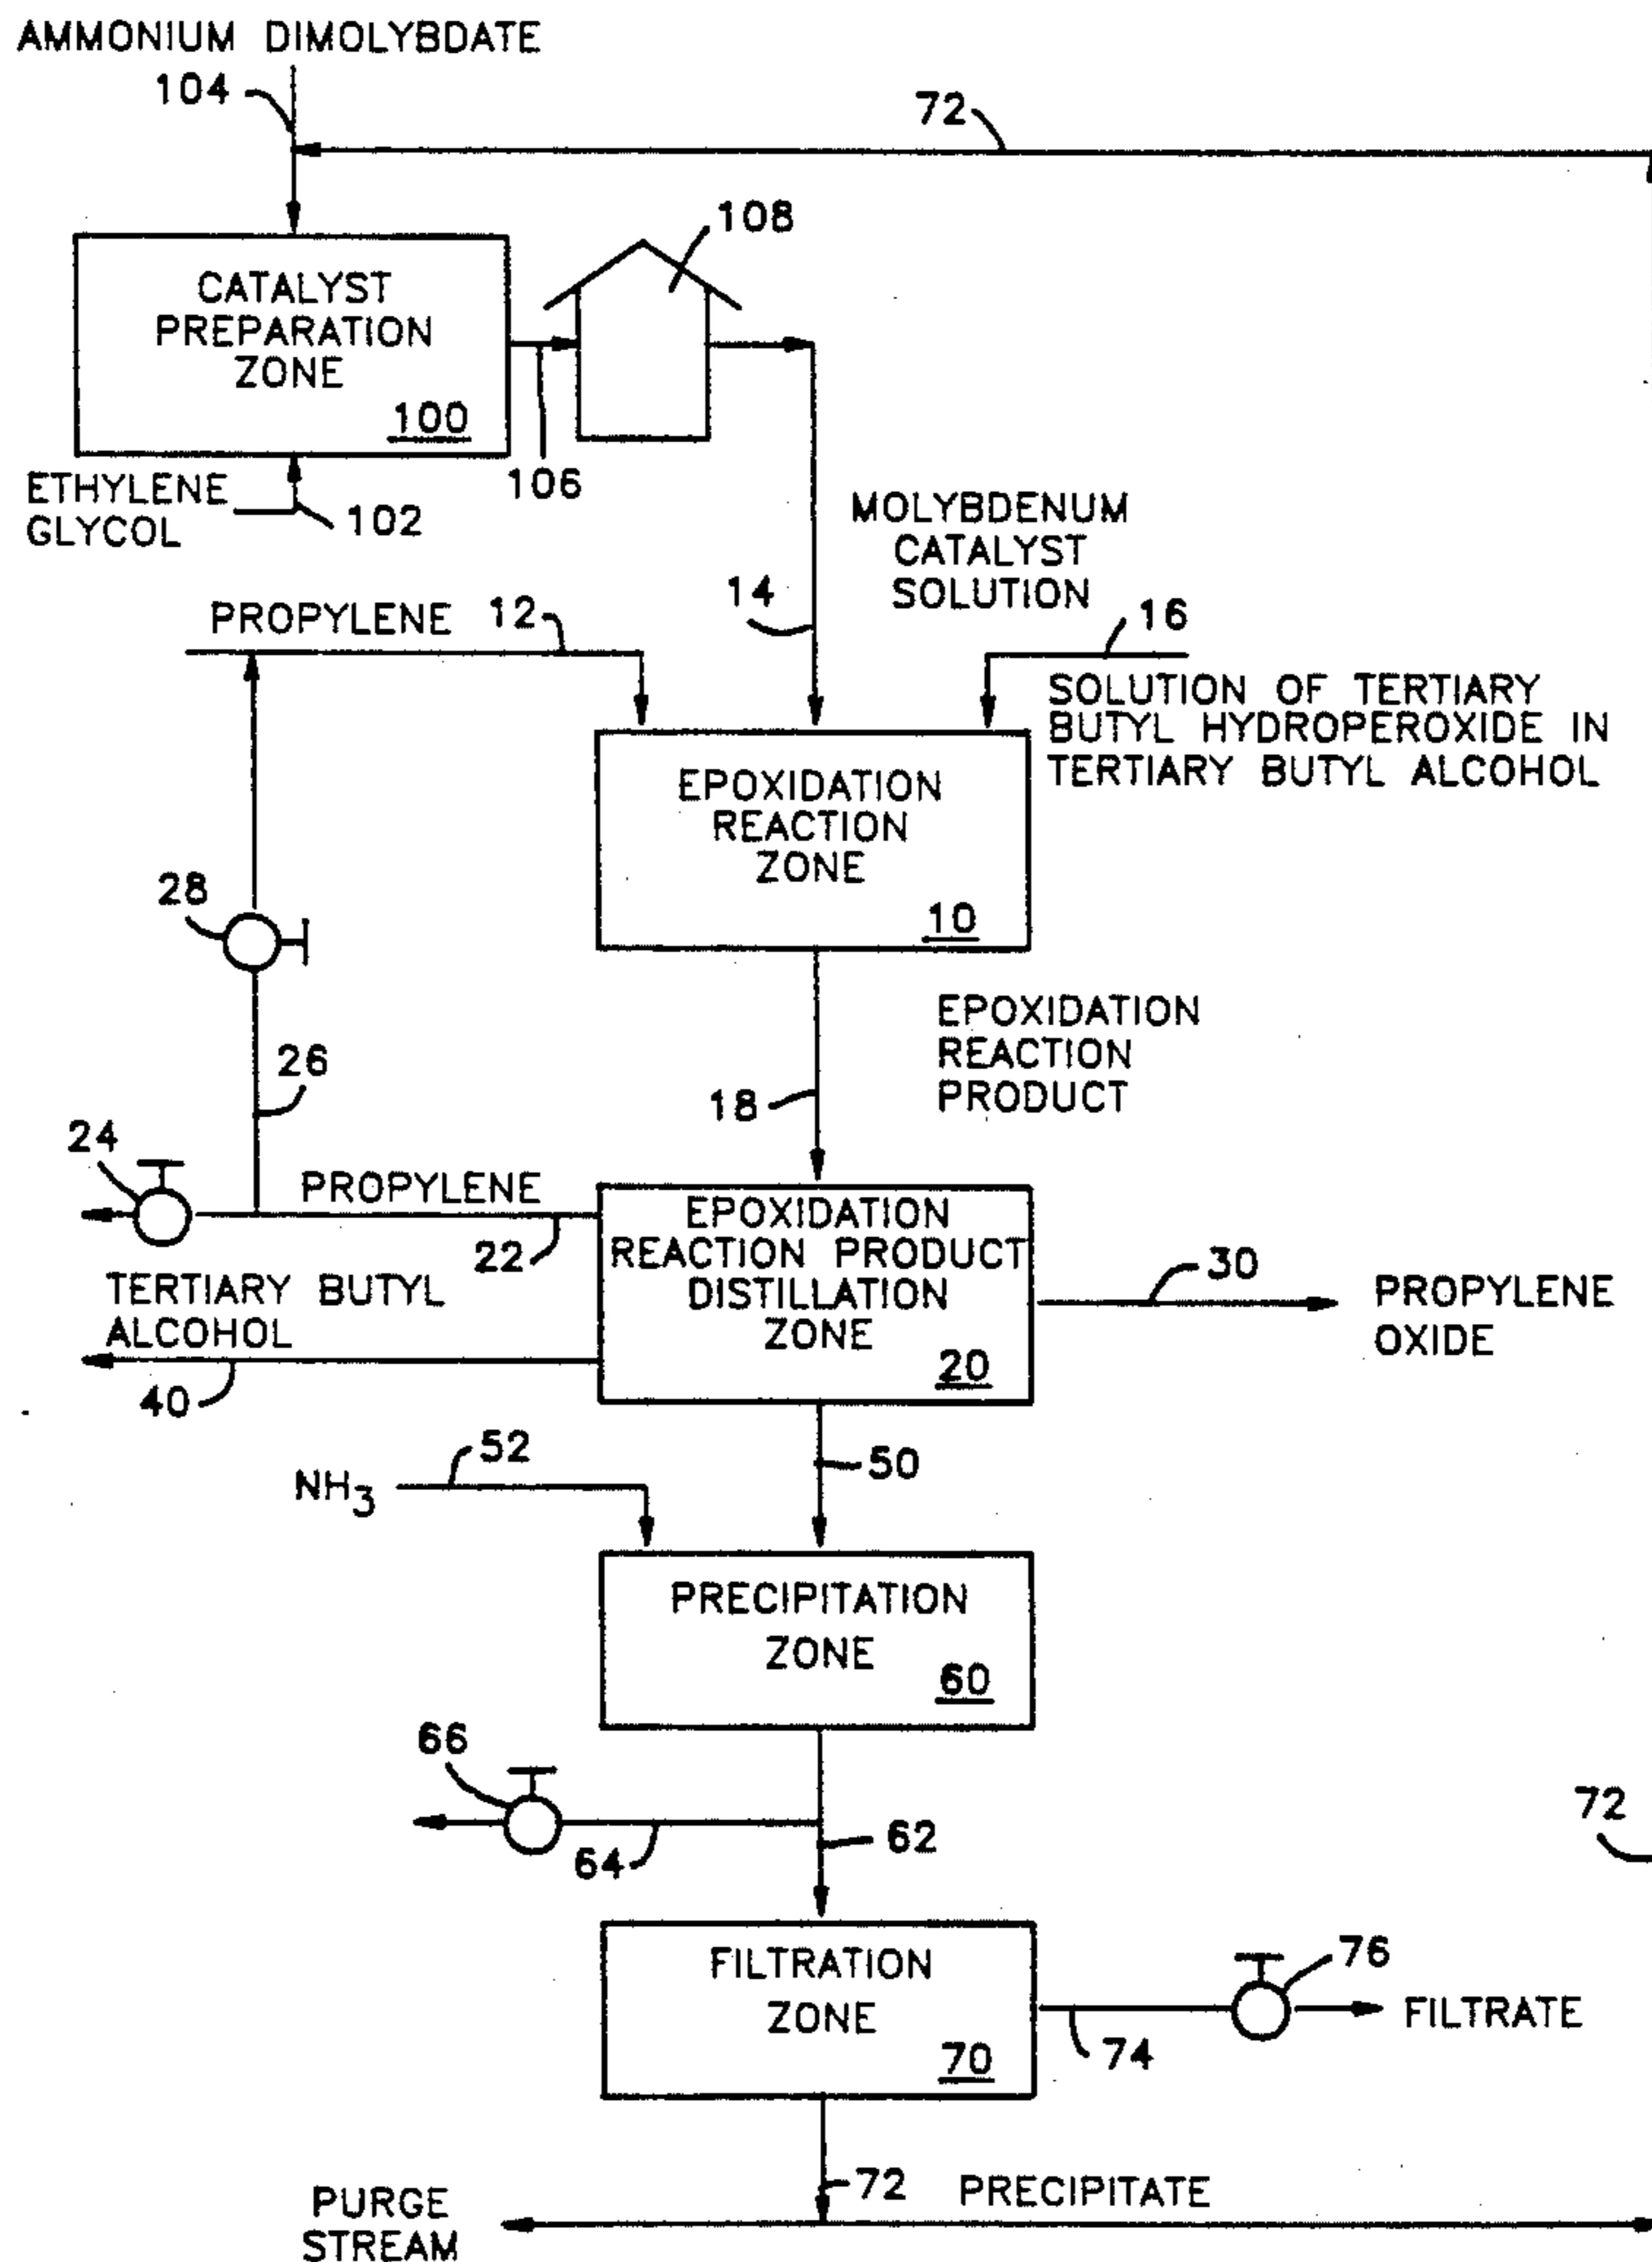 AMMONIUM DIMOLYBDATE
104
72
108
CATALYST
PREPARATION
ZONE
100
106
ETHYLENE
GLYCOL
102
MOLYBDENUM
CATALYST
SOLUTION
14
PROPYLENE
12
16
SOLUTION OF TERTIARY
BUTYL HYDROPEROXIDE IN
TERTIARY BUTYL ALCOHOL
EPOXIDATION
REACTION
ZONE
10
28
EPOXIDATION
REACTION
PRODUCT
18
26
24
PROPYLENE
22
EPOXIDATION
REACTION PRODUCT
DISTILLATION
ZONE
20
30
PROPYLENE
OXIDE
TERTIARY BUTYL
ALCOHOL
40
52
NH3
50
PRECIPITATION
ZONE
60
66
64
62
72
FILTRATION
ZONE
70
76
74
FILTRATE
72
PRECIPITATE
PURGE
STREAM